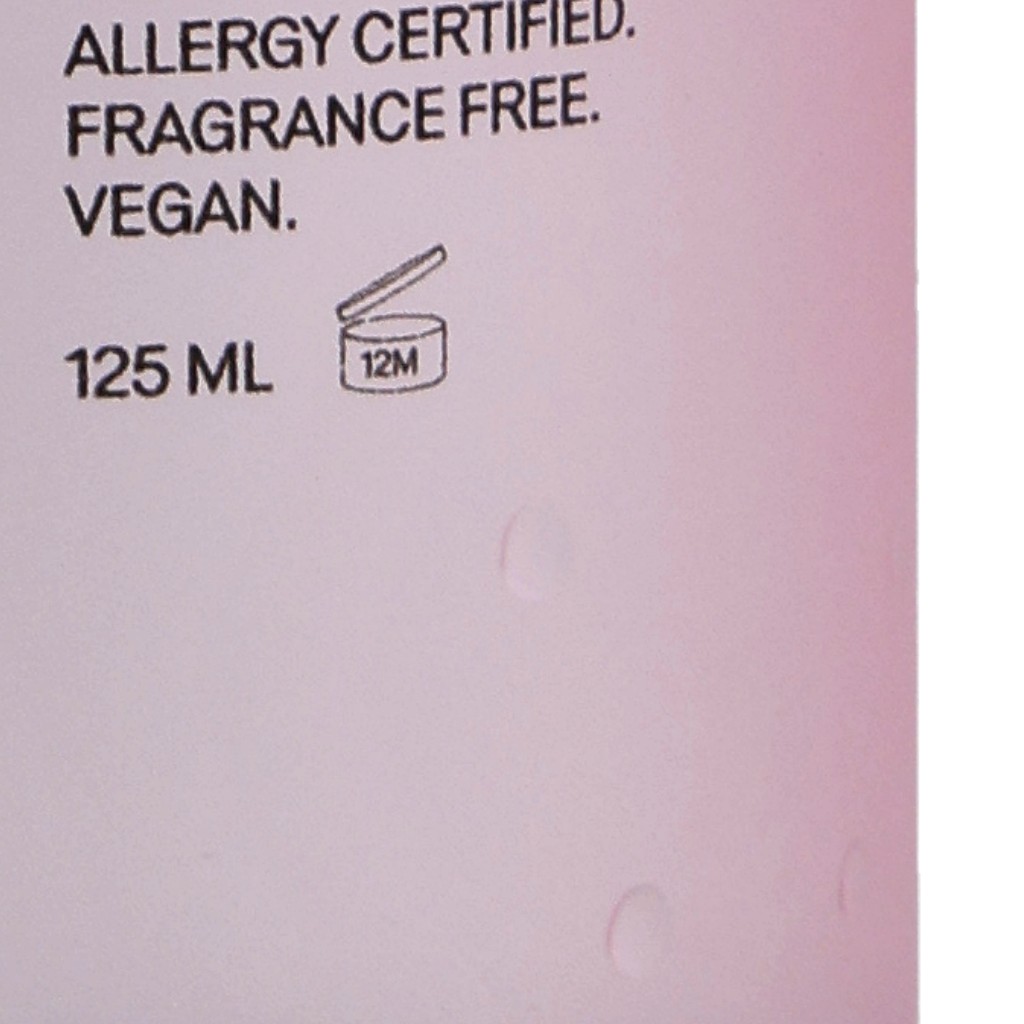 ALLERGY CERTIFIED.
FRAGRANCE FREE.
VEGAN.
125 ML
12M